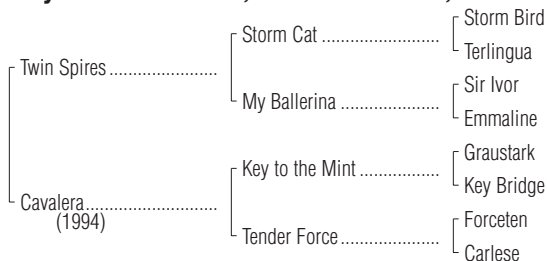 Storm Bird
Storm Cat ........................
Terlingua
Twin Spires ......................
Sir Ivor
My Ballerina ....................
Emmaline
Graustark
Key to the Mint ................
Key Bridge
Cavalera...........................
(1994)
Forceten
Tender Force....................
Carlese